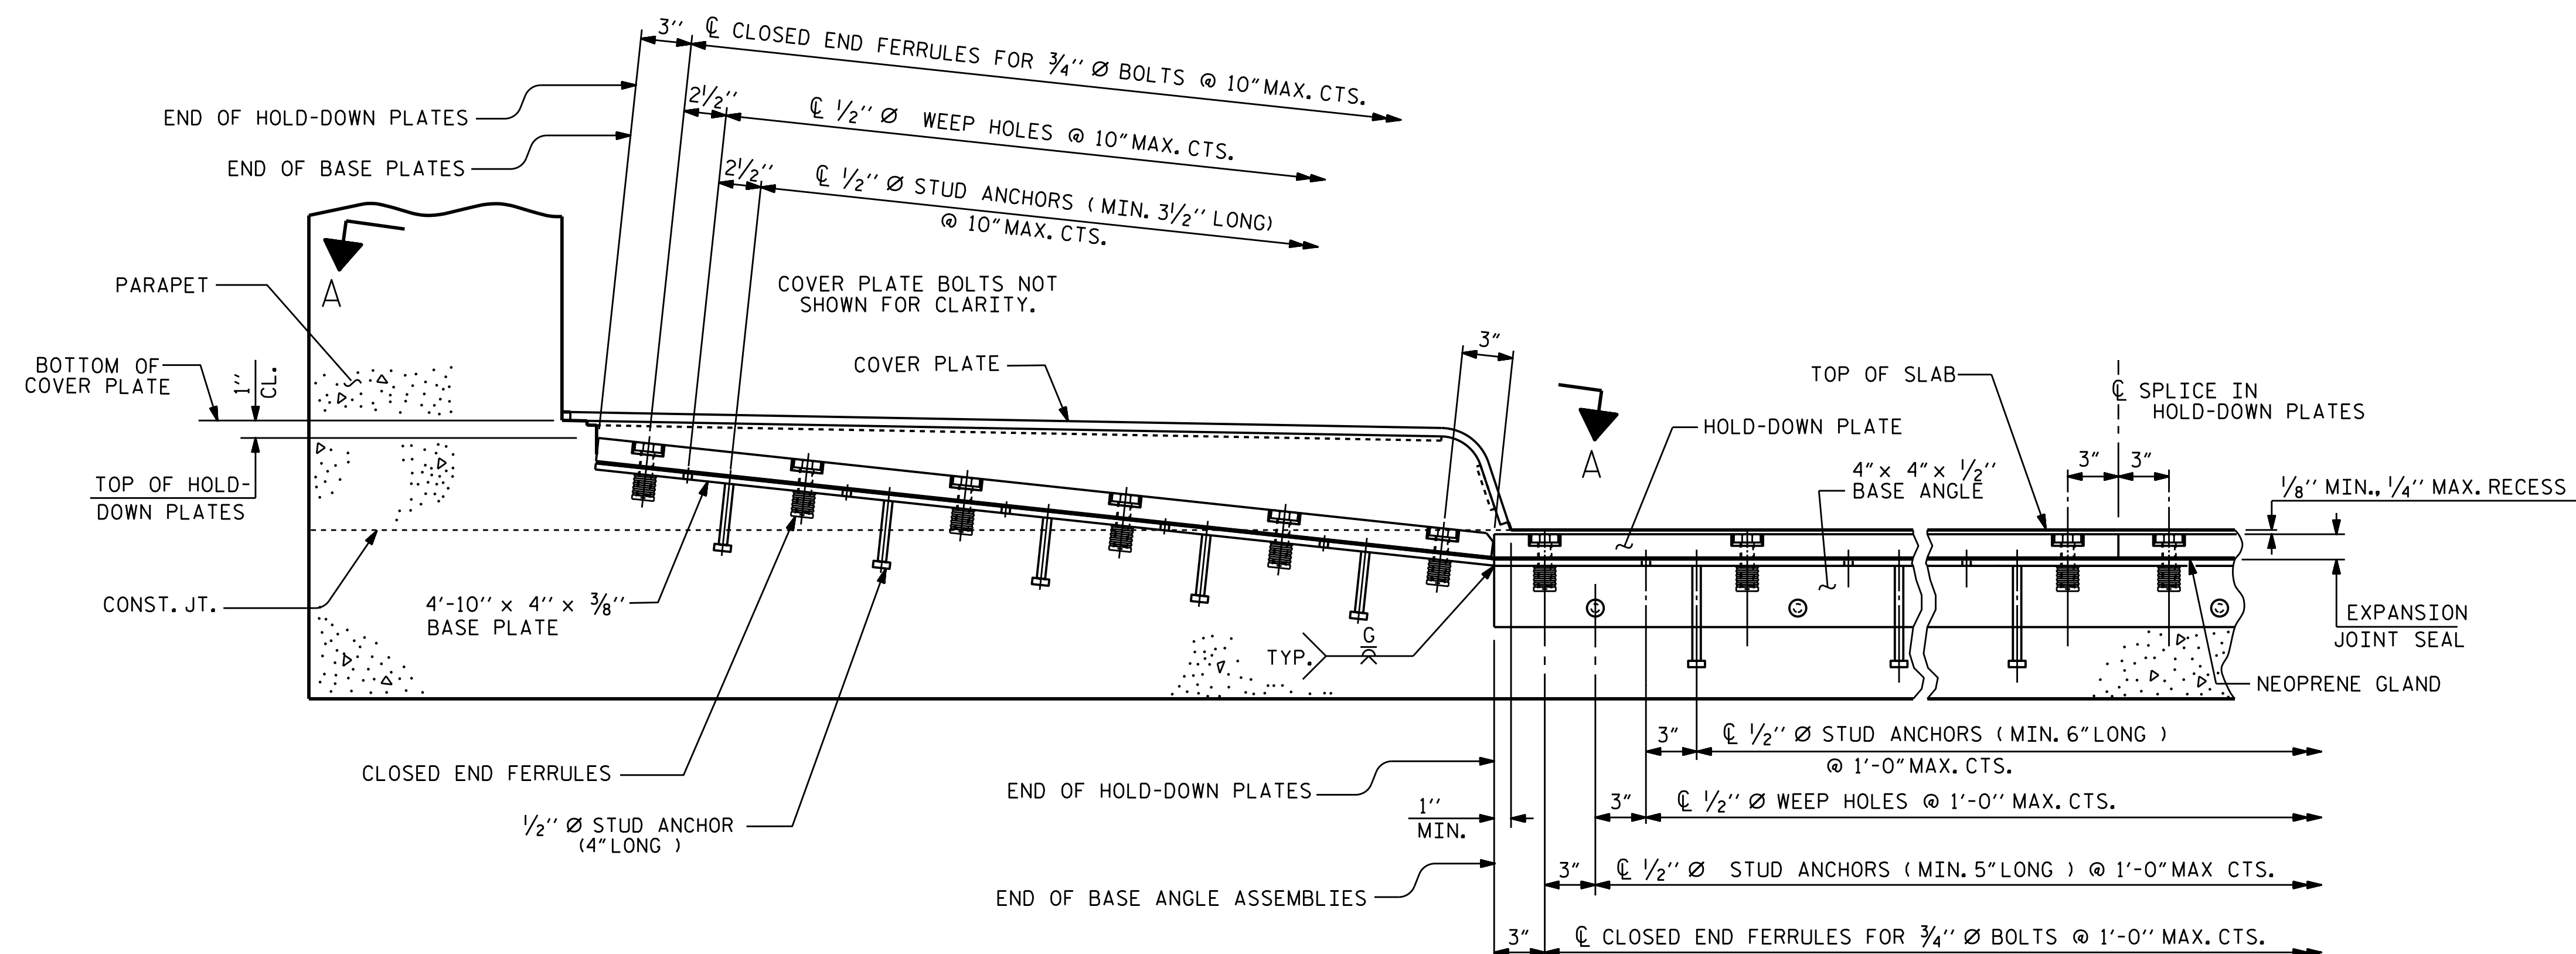 3''
℄ CLOSED END FERRULES FOR 3/4'' Ø BOLTS @ 10" MAX. CTS.
END OF HOLD-DOWN PLATES
2 1/2''
℄ 1/2'' Ø WEEP HOLES @ 10" MAX. CTS.
END OF BASE PLATES
2 1/2''
℄ 1/2'' Ø STUD ANCHORS ( MIN. 3 1/2'' LONG)
@ 10" MAX. CTS.
A
PARAPET
COVER PLATE BOLTS NOT
SHOWN FOR CLARITY.
BOTTOM OF
COVER PLATE
1''
CL.
COVER PLATE
3"
A
TOP OF SLAB
℄ SPLICE IN
HOLD-DOWN PLATES
HOLD-DOWN PLATE
4" x 4" x 1/2''
BASE ANGLE
3" 3"
1/8'' MIN., 1/4'' MAX. RECESS
TOP OF HOLD-
DOWN PLATES
CONST. JT.
4'-10'' x 4'' x 3/8''
BASE PLATE
TYP.
G
EXPANSION
JOINT SEAL
NEOPRENE GLAND
CLOSED END FERRULES
1/2'' Ø STUD ANCHOR
(4" LONG )
3"
℄ 1/2'' Ø STUD ANCHORS ( MIN. 6" LONG )
@ 1'-0" MAX. CTS.
END OF HOLD-DOWN PLATES
1''
MIN.
3"
℄ 1/2'' Ø WEEP HOLES @ 1'-0'' MAX. CTS.
END OF BASE ANGLE ASSEMBLIES
3"
℄ 1/2'' Ø STUD ANCHORS ( MIN. 5" LONG ) @ 1'-0" MAX CTS.
3"
℄ CLOSED END FERRULES FOR 3/4'' Ø BOLTS @ 1'-0'' MAX. CTS.